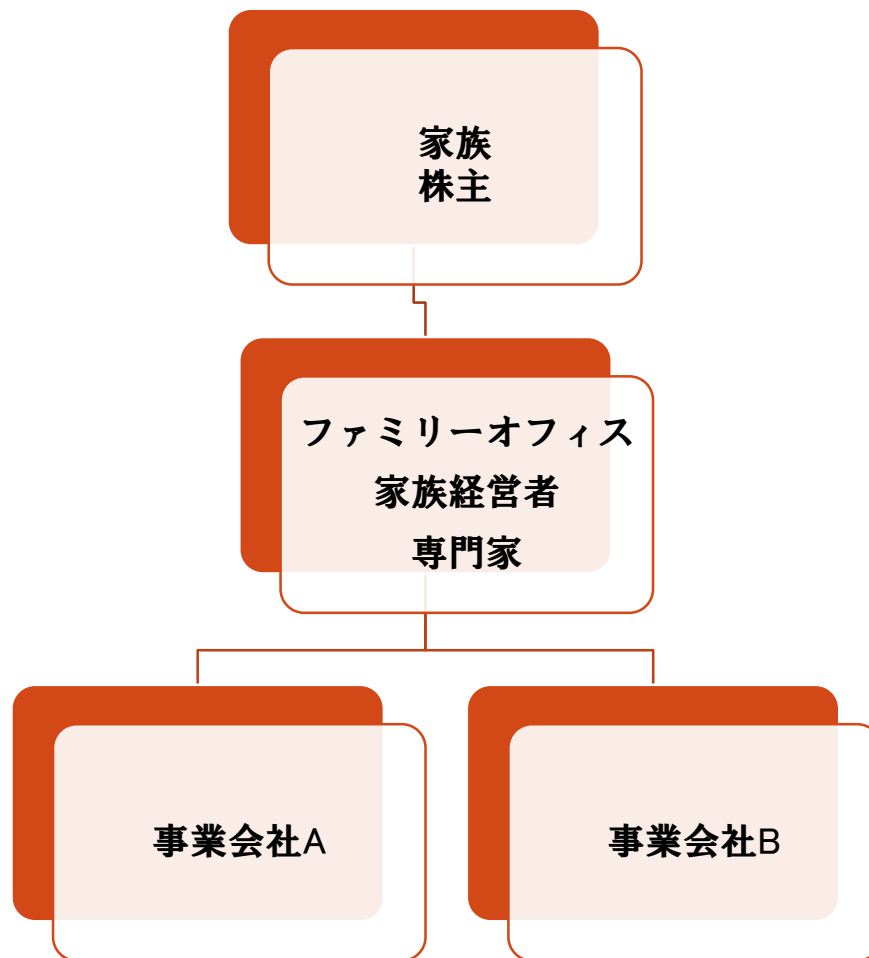 家族
株主
ファミリーオフィス
家族経営者
専門家
事業会社A
事業会社B